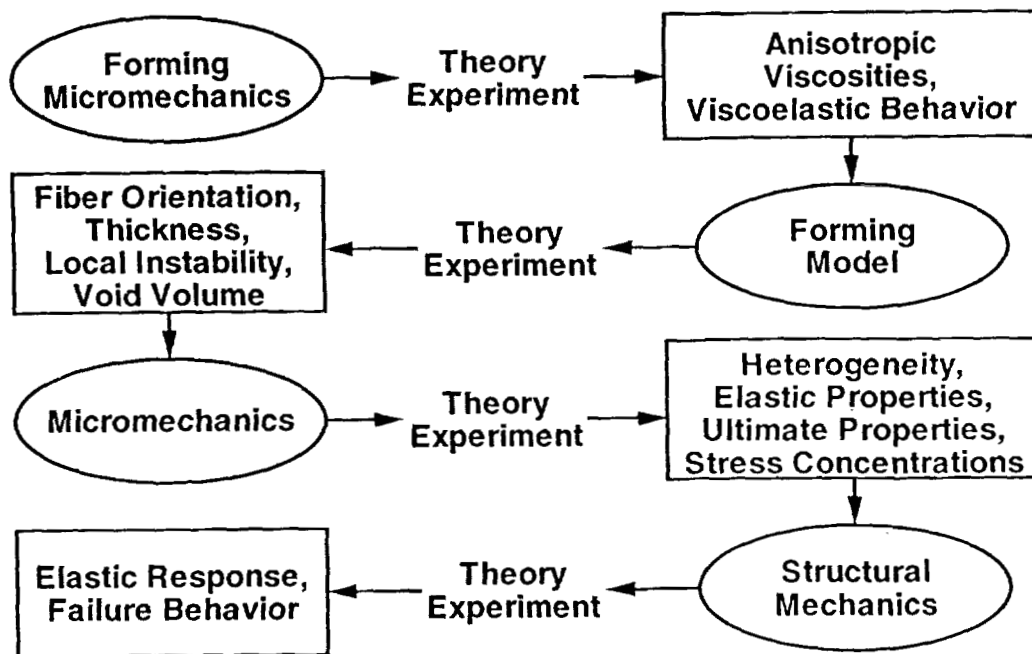 Forming
Micromechanics
Theory
Experiment
Anisotropic
Viscosities,
Viscoelastic Behavior
Fiber Orientation,
Thickness,
Local Instability,
Void Volume
Theory
Experiment
Forming
Model
Micromechanics
Theory
Experiment
Heterogeneity,
Elastic Properties,
Ultimate Properties,
Stress Concentrations
Elastic Response,
Failure Behavior
Theory
Experiment
Structural
Mechanics